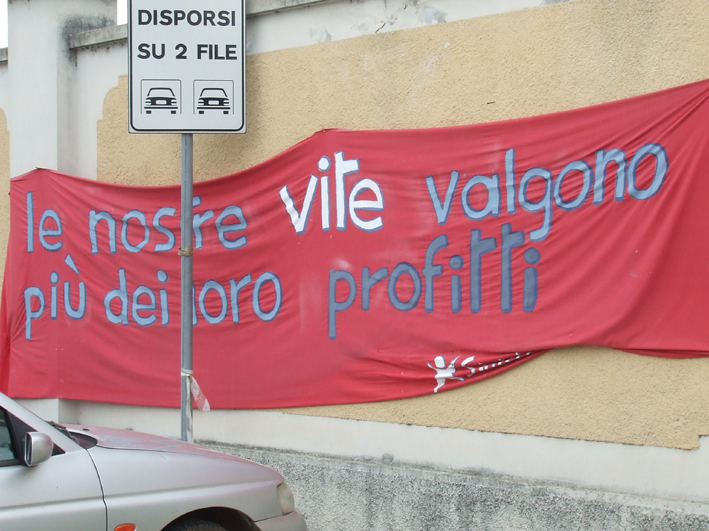 DISPORSI
SU 2 FILE
le nostre vite valgono
più dei loro profitti